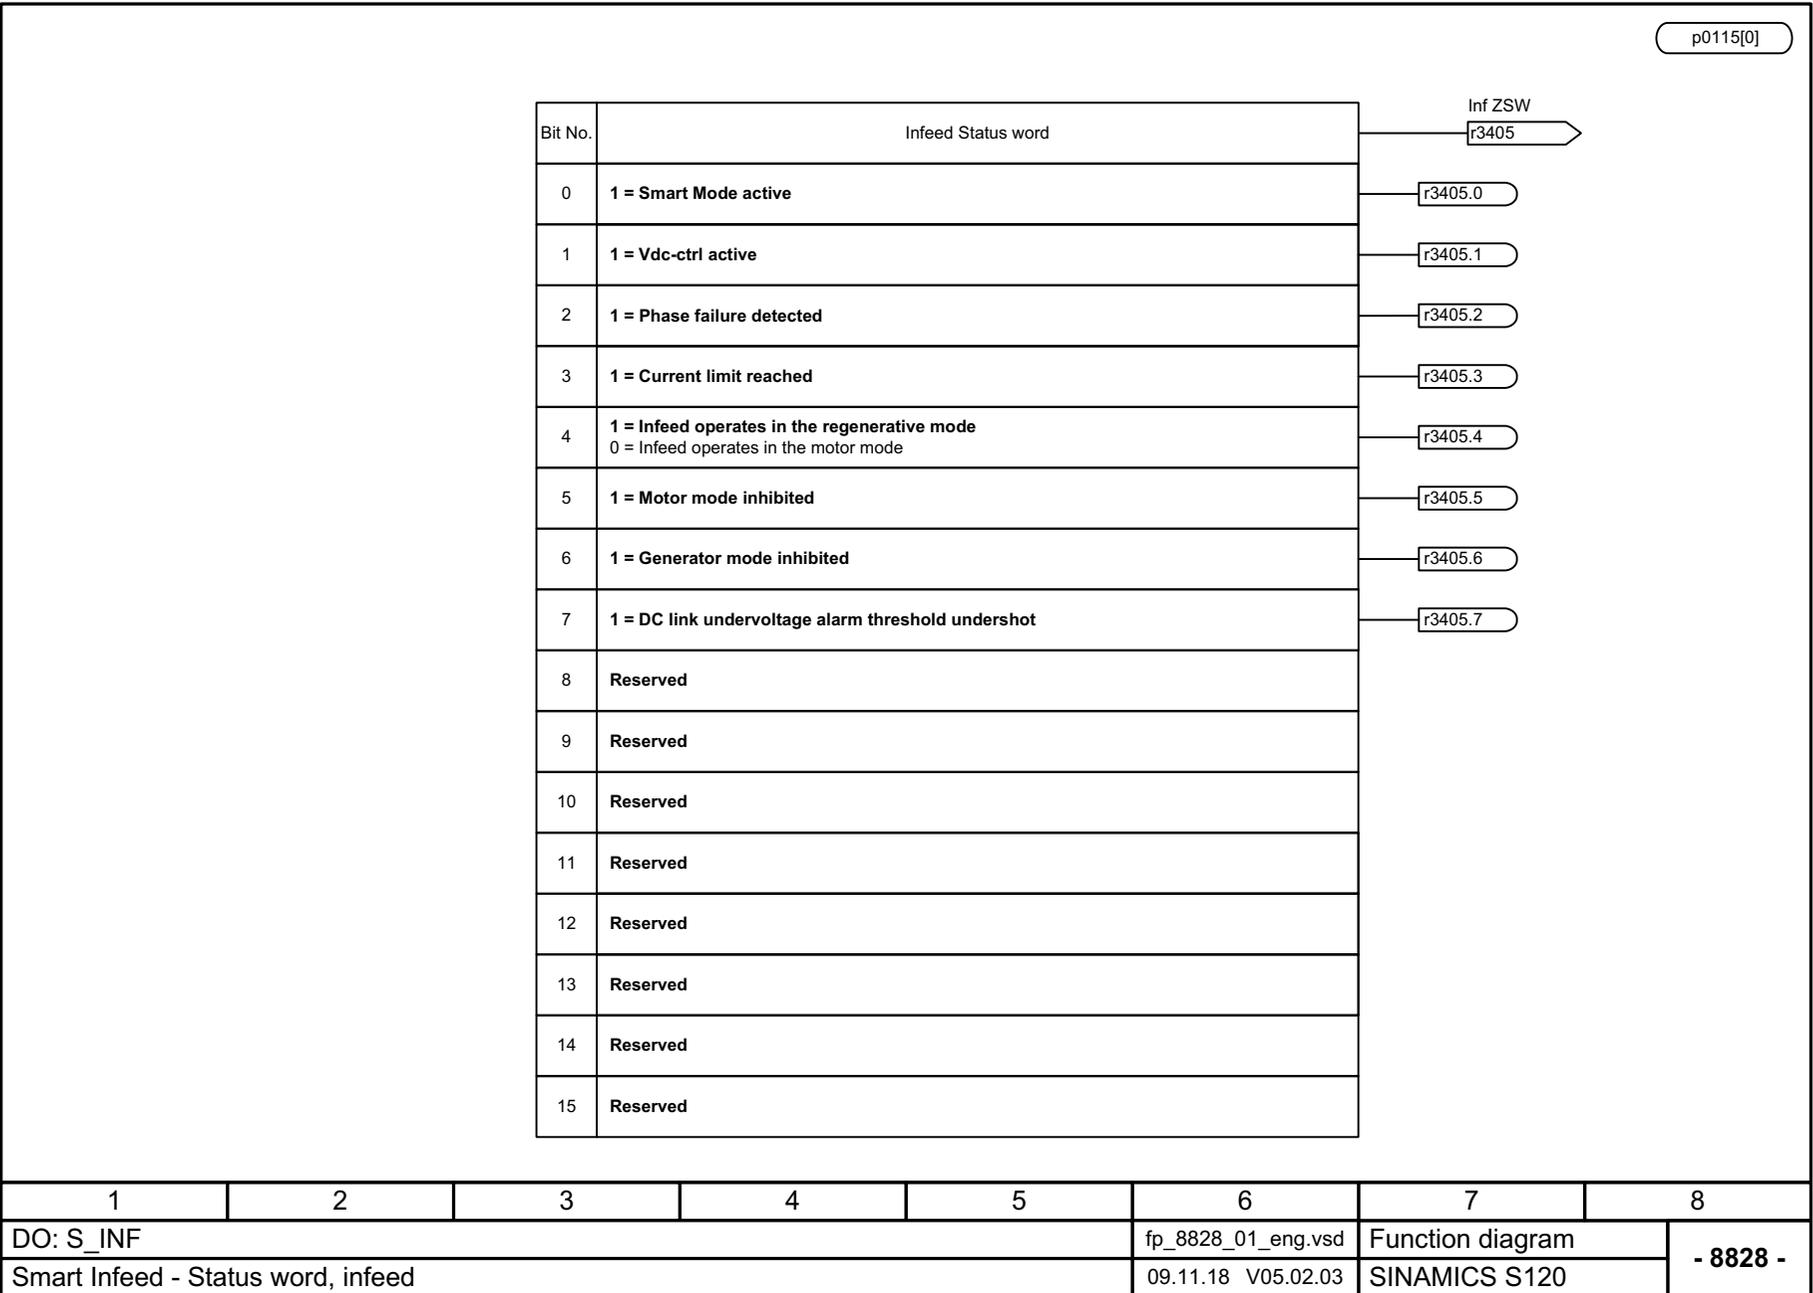 p0115[0]
Inf ZSW
Bit No. Infeed Status word r3405
0 1 = Smart Mode active r3405.0
1 1 = Vdc-ctrl active r3405.1
2 1 = Phase failure detected r3405.2
3 1 = Current limit reached r3405.3
4 1 = Infeed operates in the regenerative mode r3405.4
0 = Infeed operates in the motor mode
5 1 = Motor mode inhibited r3405.5
6 1 = Generator mode inhibited r3405.6
7 1 = DC link undervoltage alarm threshold undershot r3405.7
8 Reserved
9 Reserved
10 Reserved
11 Reserved
12 Reserved
13 Reserved
14 Reserved
15 Reserved
1 2 3 4 5 6 7 8
DO: S_INF fp_8828_01_eng.vsd Function diagram
- 8828 -
Smart Infeed - Status word, infeed 09.11.18 V05.02.03 SINAMICS S120